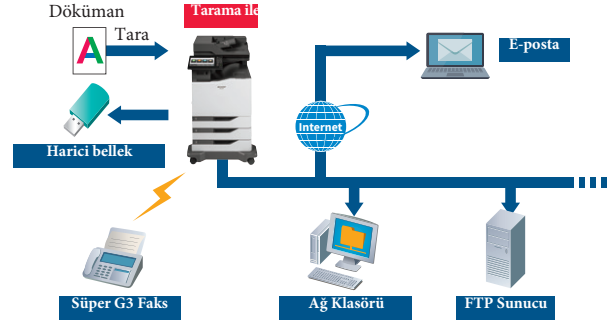 Döküman
Tara
A
Tarama ile
E-posta
Internet
Harici bellek
Süper G3 Faks
Ağ Klasörü
FTP Sunucu